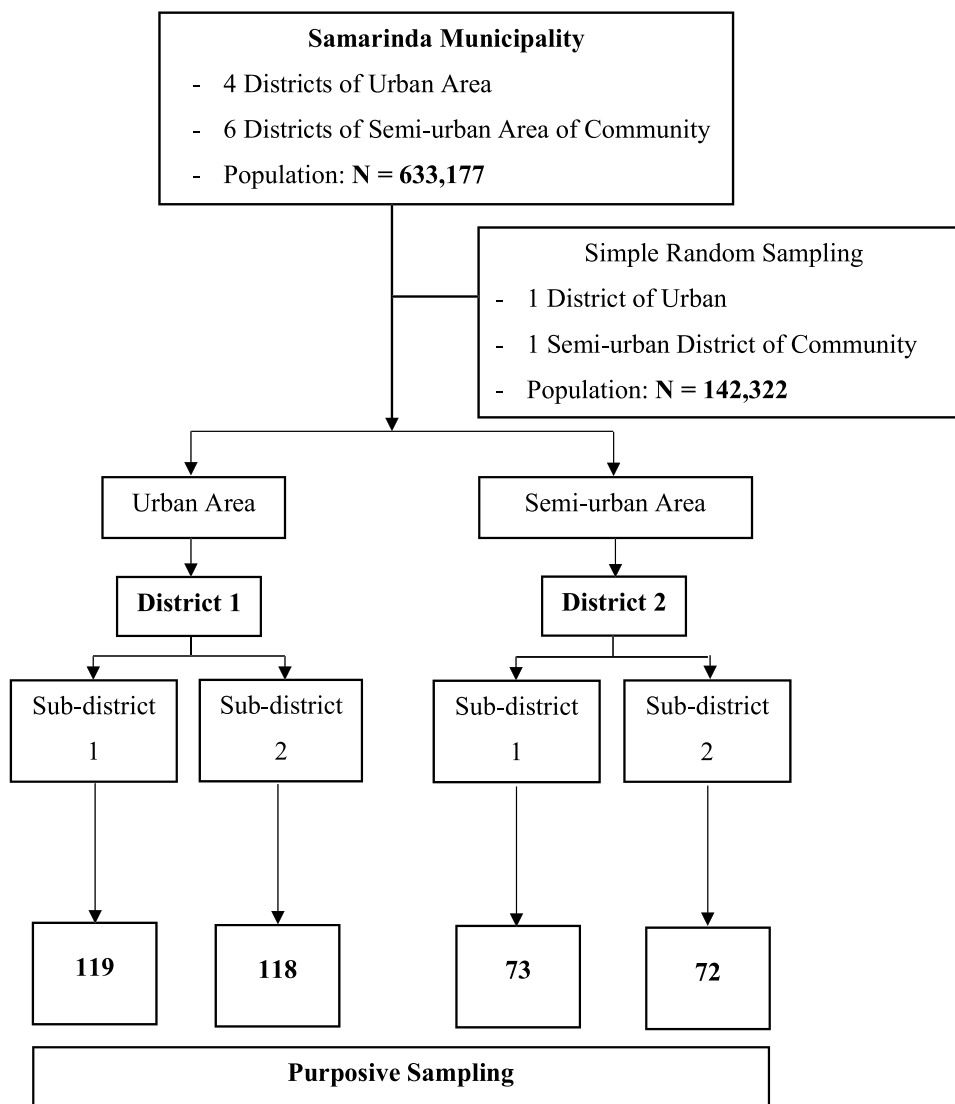 Samarinda Municipality
- 4 Districts of Urban Area
- 6 Districts of Semi-urban Area of Community
- Population: N = 633,177
Simple Random Sampling
- 1 District of Urban
- 1 Semi-urban District of Community
- Population: N = 142,322
Urban Area
Semi-urban Area
District 1
District 2
Sub-district
1
Sub-district
2
Sub-district
1
Sub-district
2
119
118
73
72
Purposive Sampling